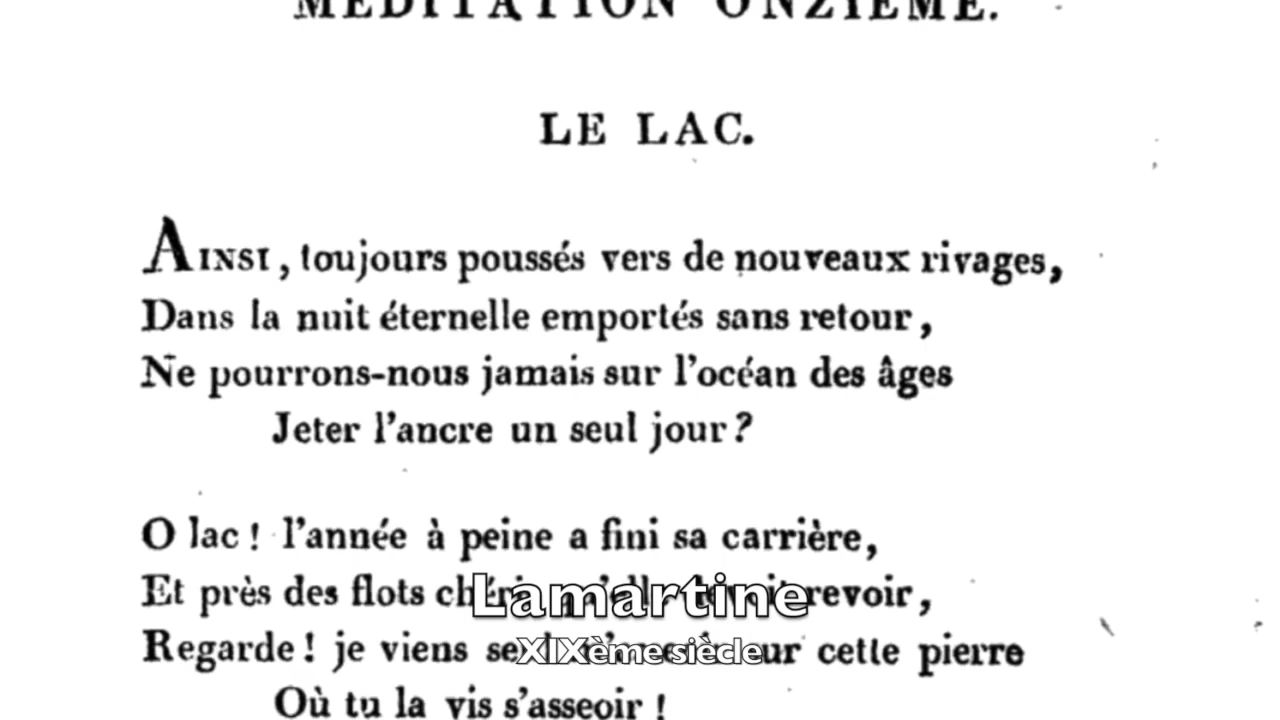 MÉDITATION ONZIÈME.
LE LAC.
AINSI, toujours poussés vers de nouveaux rivages,
Dans la nuit éternelle emportés sans retour,
Ne pourrons-nous jamais sur l'océan des âges
Jeter l'ancre un seul jour?
O lac! l'année à peine a fini sa carrière,
Et près des flots revoir,
Lamartine
Regarde! je viens sur cette pierre
XIXème siècle
Où tu la vis s'asseoir!